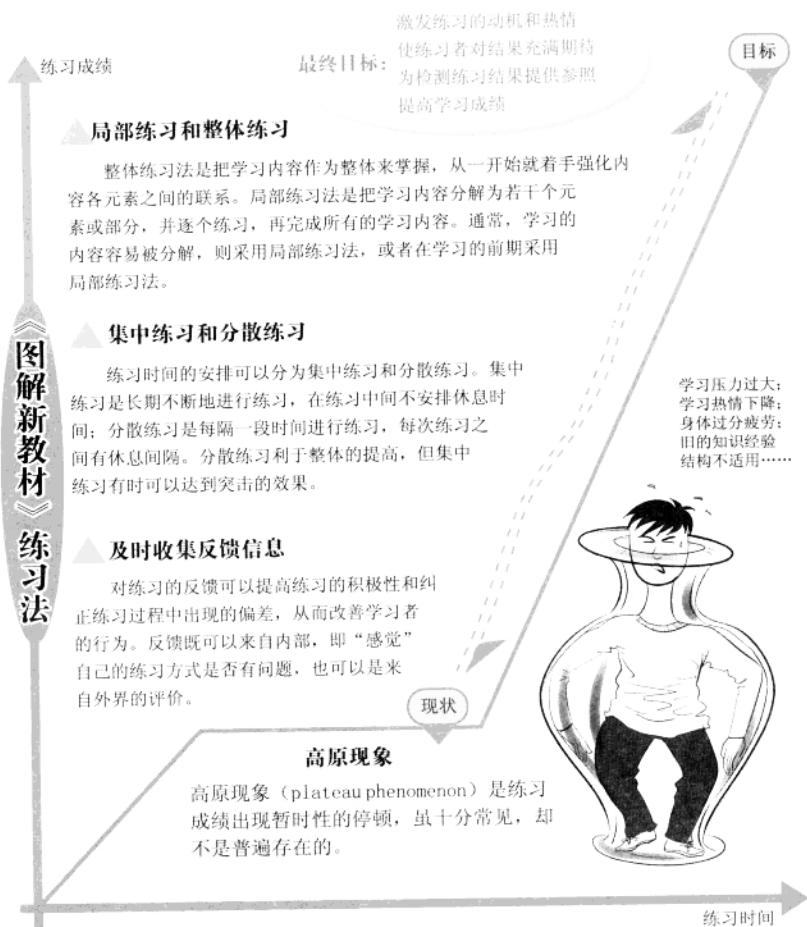 激发练习的动机和热情
使练习者对结果充满期待
最终目标：
为检测练习结果提供参照
提高学习成绩
目标
练习成绩
局部练习和整体练习
整体练习法是把学习内容作为整体来掌握，从一开始就着手强化内
容各元素之间的联系。局部练习法是把学习内容分解为若干个元
素或部分，并逐个练习，再完成所有的学习内容。通常，学习的
内容容易被分解，则采用局部练习法，或者在学习的前期采用
局部练习法。
集中练习和分散练习
练习时间的安排可以分为集中练习和分散练习。集中
练习是长期不断地进行练习，在练习中间不安排休息时
间；分散练习是每隔一段时间进行练习，每次练习之
间有休息间隔。分散练习利于整体的提高，但集中
练习有时可以达到突击的效果。
《图解新教材》练习法
学习压力过大；
学习热情下降；
身体过分疲劳；
旧的知识经验
结构不适用……
及时收集反馈信息
对练习的反馈可以提高练习的积极性和纠
正练习过程中出现的偏差，从而改善学习者
的行为。反馈既可以来自内部，即“感觉”
自己的练习方式是否有问题，也可以是来
自外界的评价。
现状
高原现象
高原现象（plateau phenomenon）是练习
成绩出现暂时性的停顿，虽十分常见，却
不是普遍存在的。
练习时间